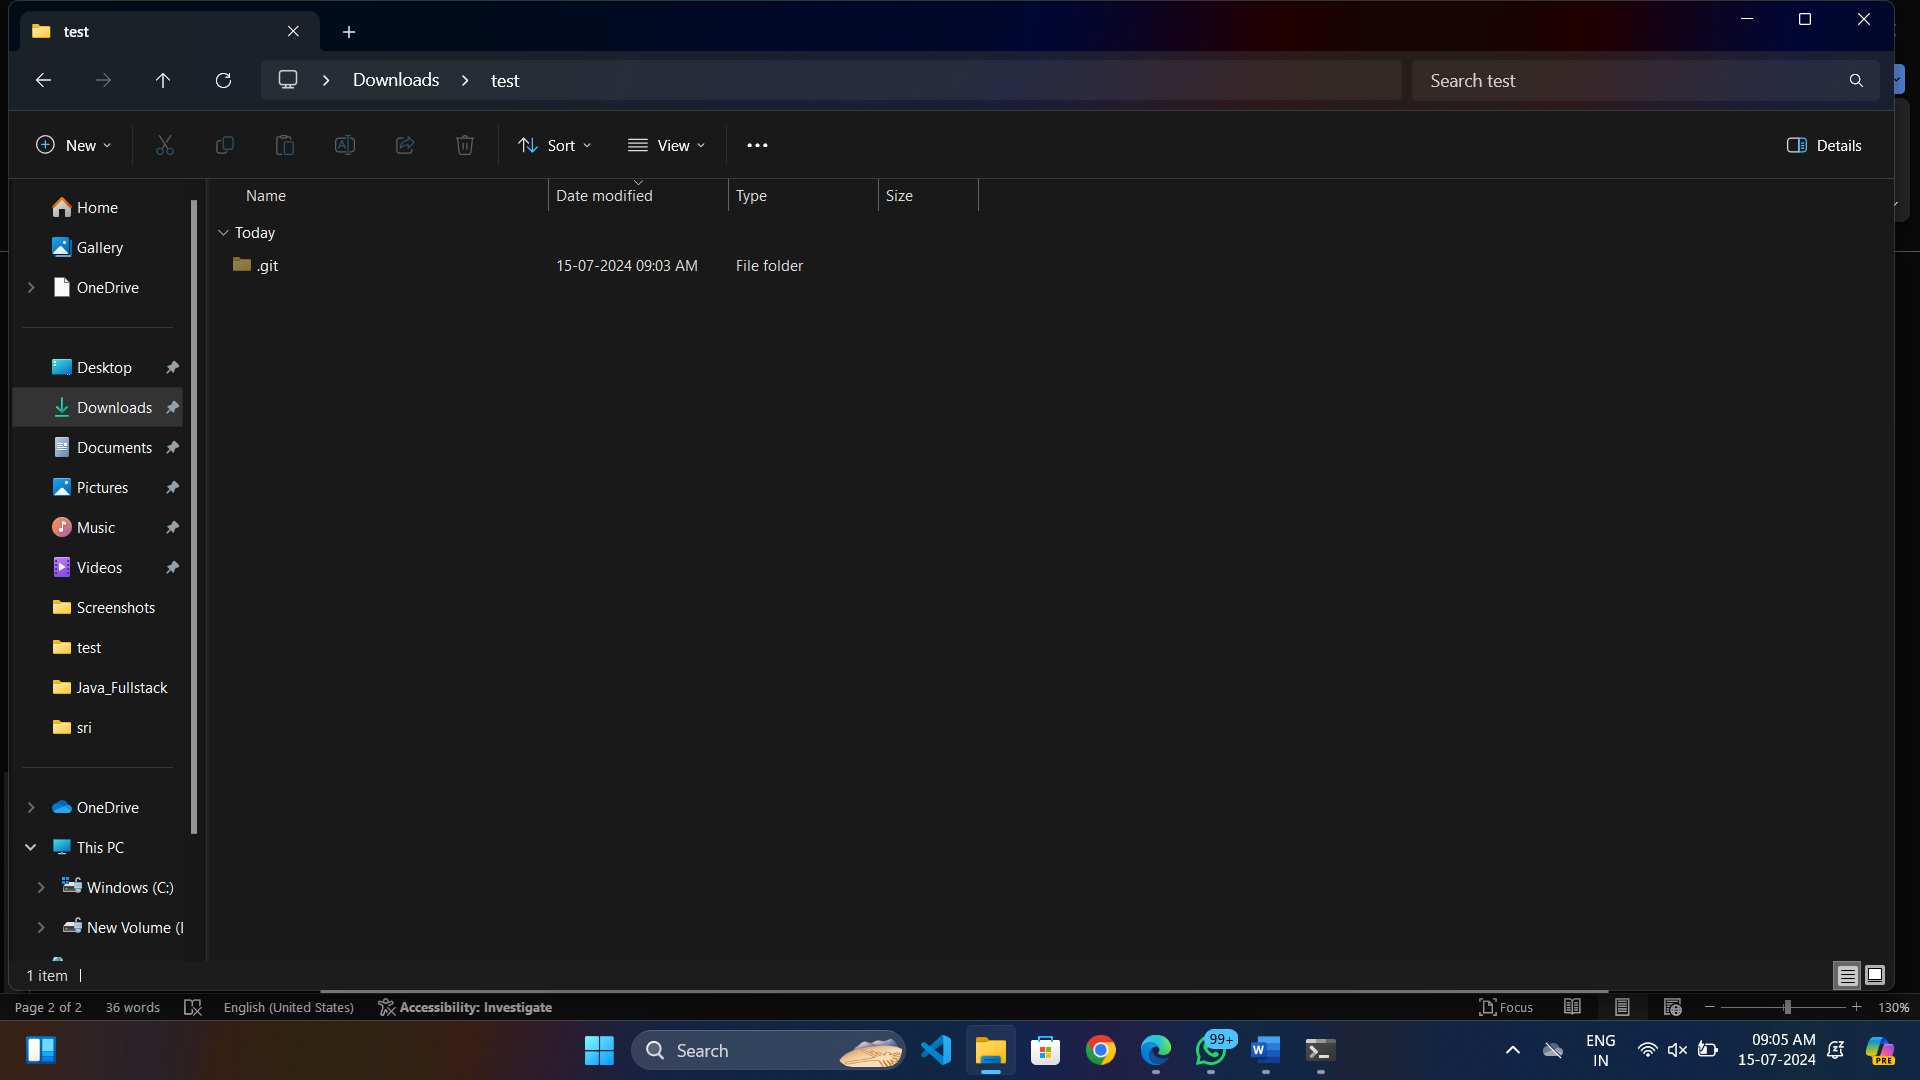 test
Downloads
test
Search test
New
Sort
View
Details
Name
Date modified
Type
Size
Today
.git
15-07-2024 09:03 AM
File folder
Home
Gallery
OneDrive
Desktop
Downloads
Documents
Pictures
Music
Videos
Screenshots
test
Java_Fullstack
sri
OneDrive
This PC
Windows (C:)
New Volume (
1 item
Page 2 of 2
36 words
English (United States)
Accessibility: Investigate
Focus
130%
Search
99+
W
PRE
ENG
IN
09:05 AM
15-07-2024